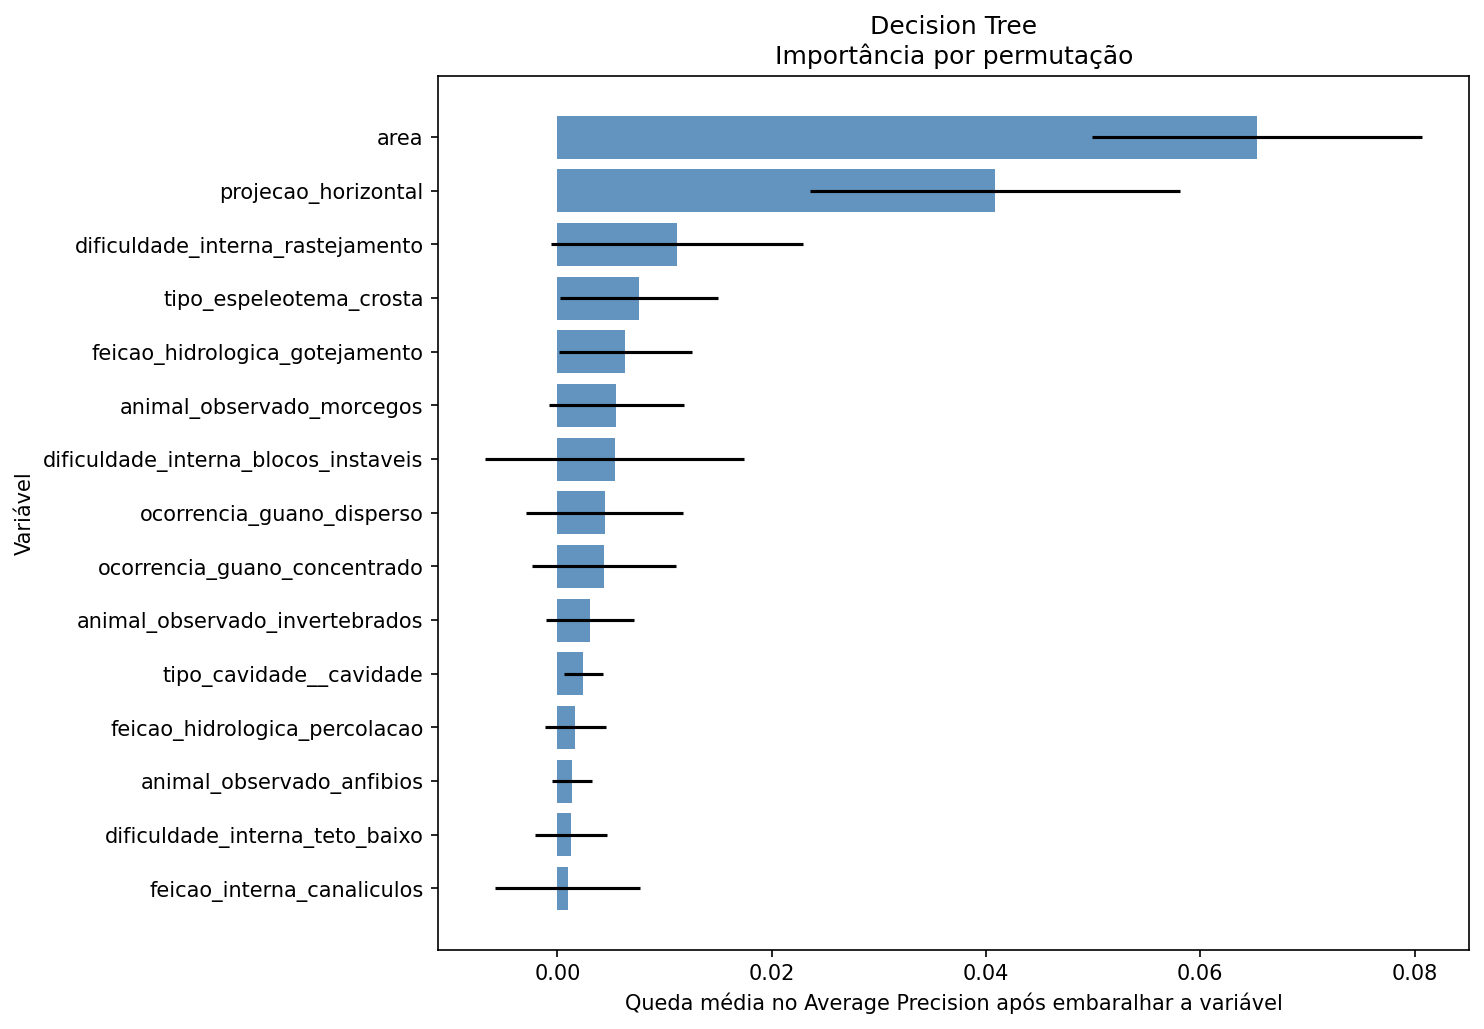 Decision Tree
Importância por permutação
Variável
area
projecao_horizontal
dificuldade_interna_rastejamento
tipo_espeleotema_crosta
feicao_hidrologica_gotejamento
animal_observado_morcegos
dificuldade_interna_blocos_instaveis
ocorrencia_guano_disperso
ocorrencia_guano_concentrado
animal_observado_invertebrados
tipo_cavidade__cavidade
feicao_hidrologica_percolacao
animal_observado_anfibios
dificuldade_interna_teto_baixo
feicao_interna_canaliculos
0.00 0.02 0.04 0.06 0.08
Queda média no Average Precision após embaralhar a variável